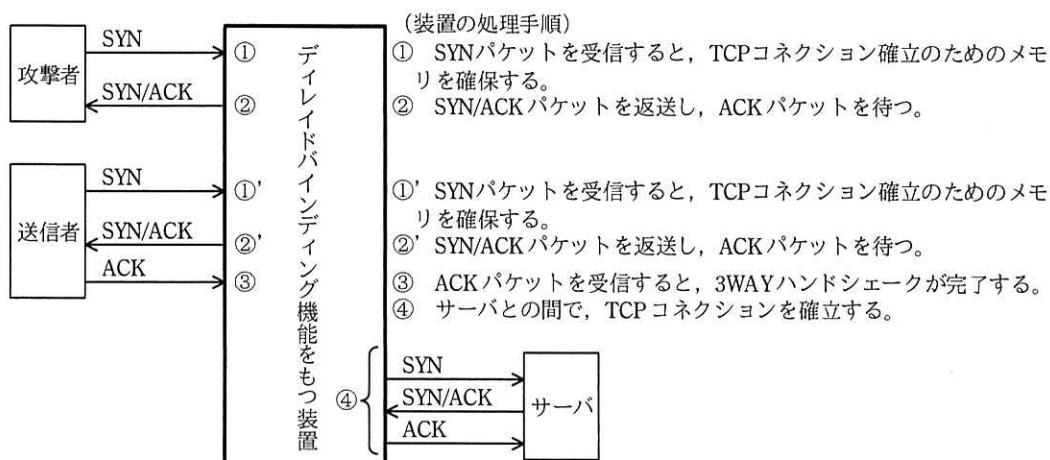 (装置の処理手順)
攻撃者
SYN
①
① SYNパケットを受信すると，TCPコネクション確立のためのメモ
リを確保する。
SYN/ACK
②
② SYN/ACKパケットを返送し，ACKパケットを待つ。
ディレイドバインディング機能をもつ装置
送信者
SYN
①'
①' SYNパケットを受信すると，TCPコネクション確立のためのメモ
リを確保する。
SYN/ACK
②'
②' SYN/ACKパケットを返送し，ACKパケットを待つ。
ACK
③
③ ACKパケットを受信すると，3WAYハンドシェークが完了する。
④ サーバとの間で，TCPコネクションを確立する。
④
SYN
SYN/ACK
ACK
サーバ